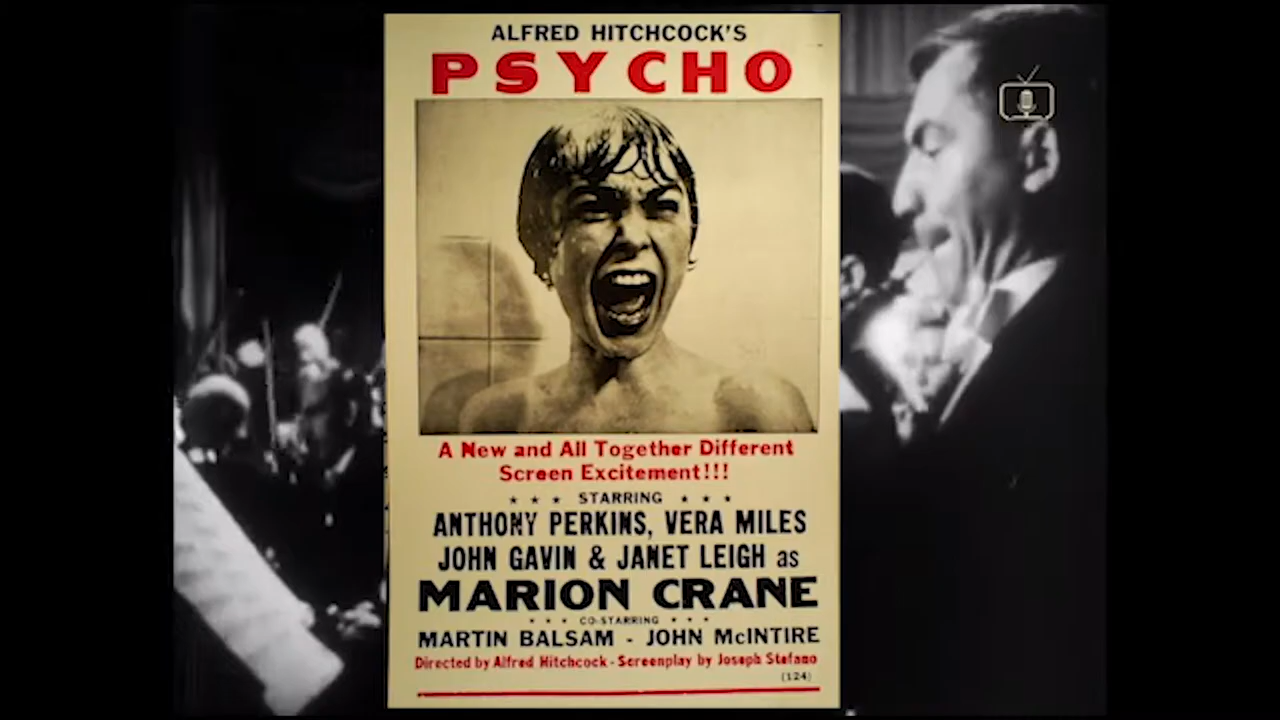 ALFRED HITCHCOCK'S
PSYCHO
A New and All Together Different
Screen Excitement!!!
* * * STARRING * * *
ANTHONY PERKINS, VERA MILES
JOHN GAVIN & JANET LEIGH as
MARION CRANE
* * * CO-STARRING * * *
MARTIN BALSAM - JOHN McINTIRE
Directed by Alfred Hitchcock - Screenplay by Joseph Stefano
(124)